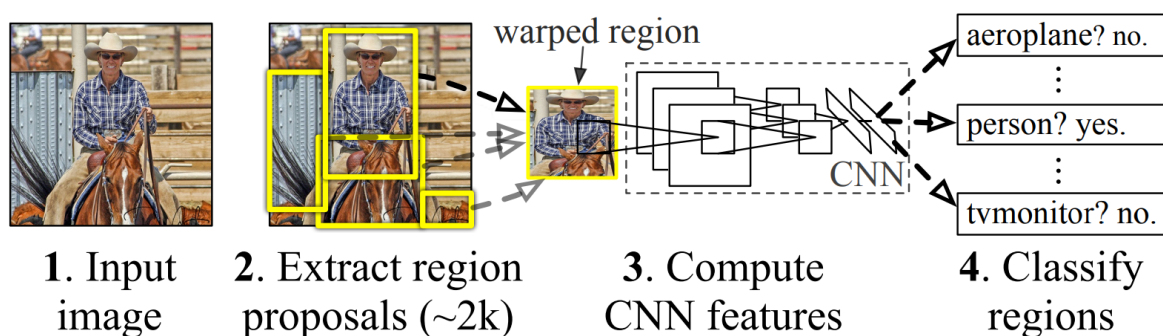 warped region
aeroplane? no.
person? yes.
CNN
tvmonitor? no.
1. Input
image
2. Extract region
proposals (~2k)
3. Compute
CNN features
4. Classify
regions